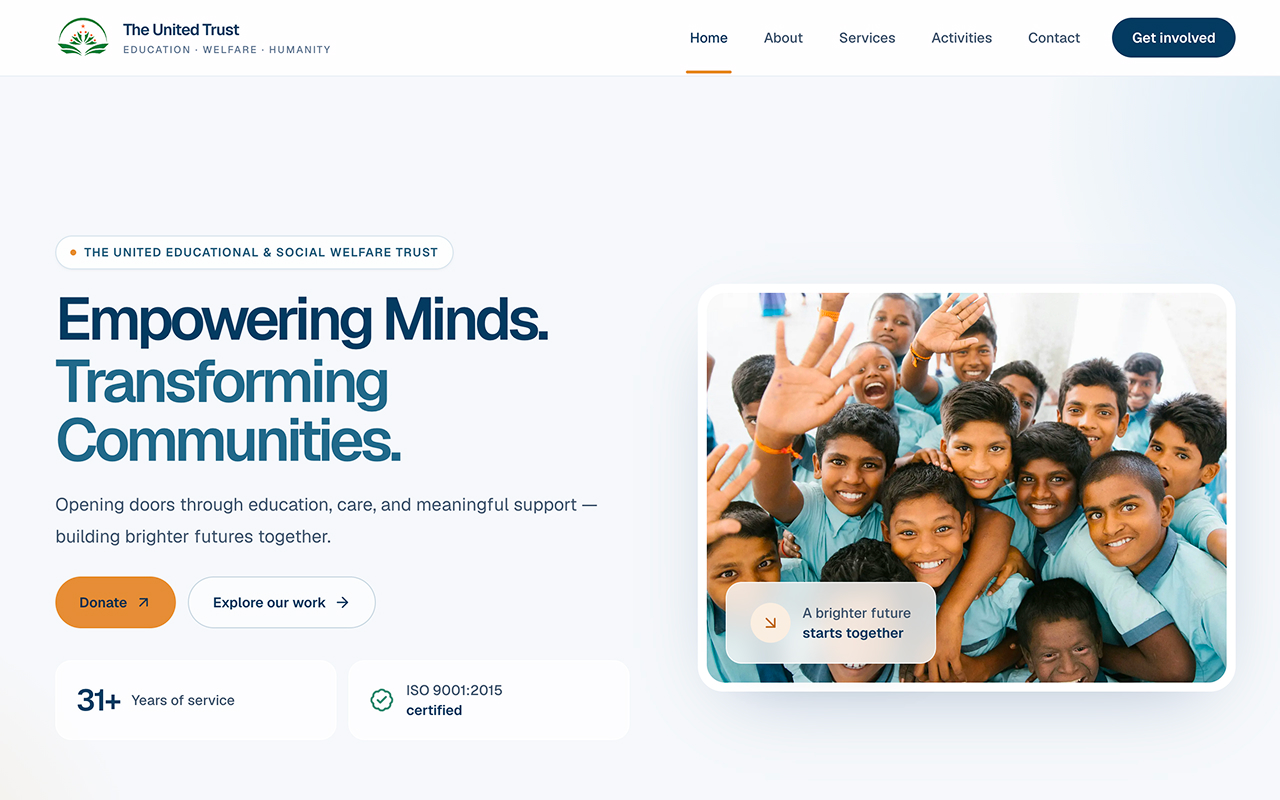 The United Trust
EDUCATION · WELFARE · HUMANITY
Home
About
Services
Activities
Contact
Get involved
THE UNITED EDUCATIONAL & SOCIAL WELFARE TRUST
Empowering Minds.
Transforming
Communities.
Opening doors through education, care, and meaningful support —
building brighter futures together.
Donate
Explore our work
31+ Years of service
ISO 9001:2015
certified
A brighter future
starts together